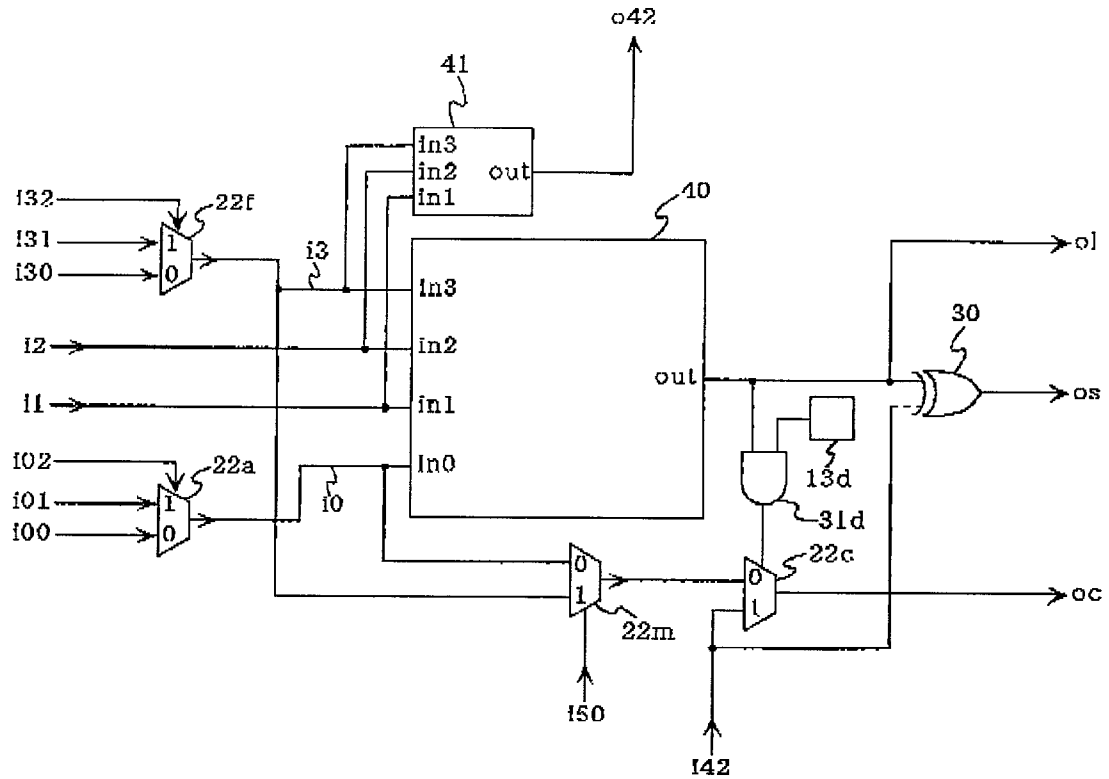 o42
41
in3
in2
in1
out
i32
i31
i30
22f
1
0
i3
10
in3
in2
in1
in0
out
i2
i1
i02
i01
i00
22a
1
0
i0
ol
30
os
13d
31d
0
1
22m
22c
0
1
oc
i50
i42